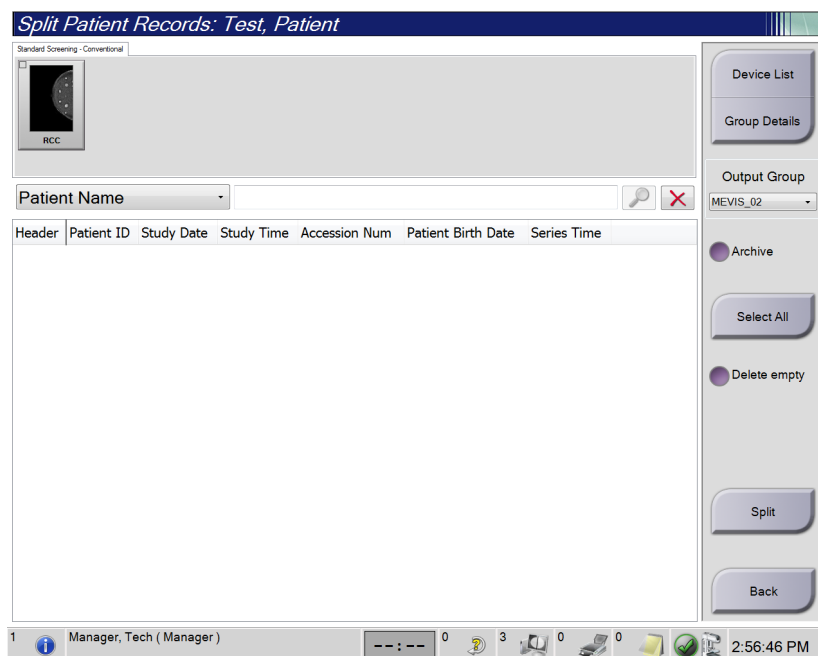 Split Patient Records: Test, Patient
Standard Screening - Conventional
RCC
Device List
Group Details
Output Group
MEVIS_02
Patient Name
Header Patient ID Study Date Study Time Accession Num Patient Birth Date Series Time
Archive
Select All
Delete empty
Split
Back
1 Manager, Tech ( Manager ) --:-- 0 3 0 0 2:56:46 PM